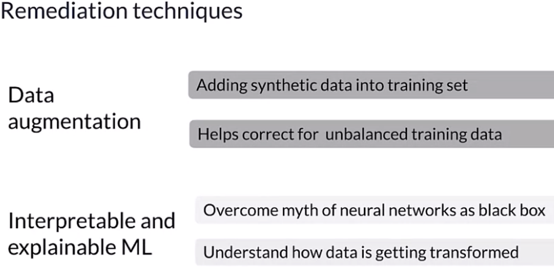 Remediation techniques
Data
augmentation
Adding synthetic data into training set
Helps correct for unbalanced training data
Interpretable and
explainable ML
Overcome myth of neural networks as black box
Understand how data is getting transformed